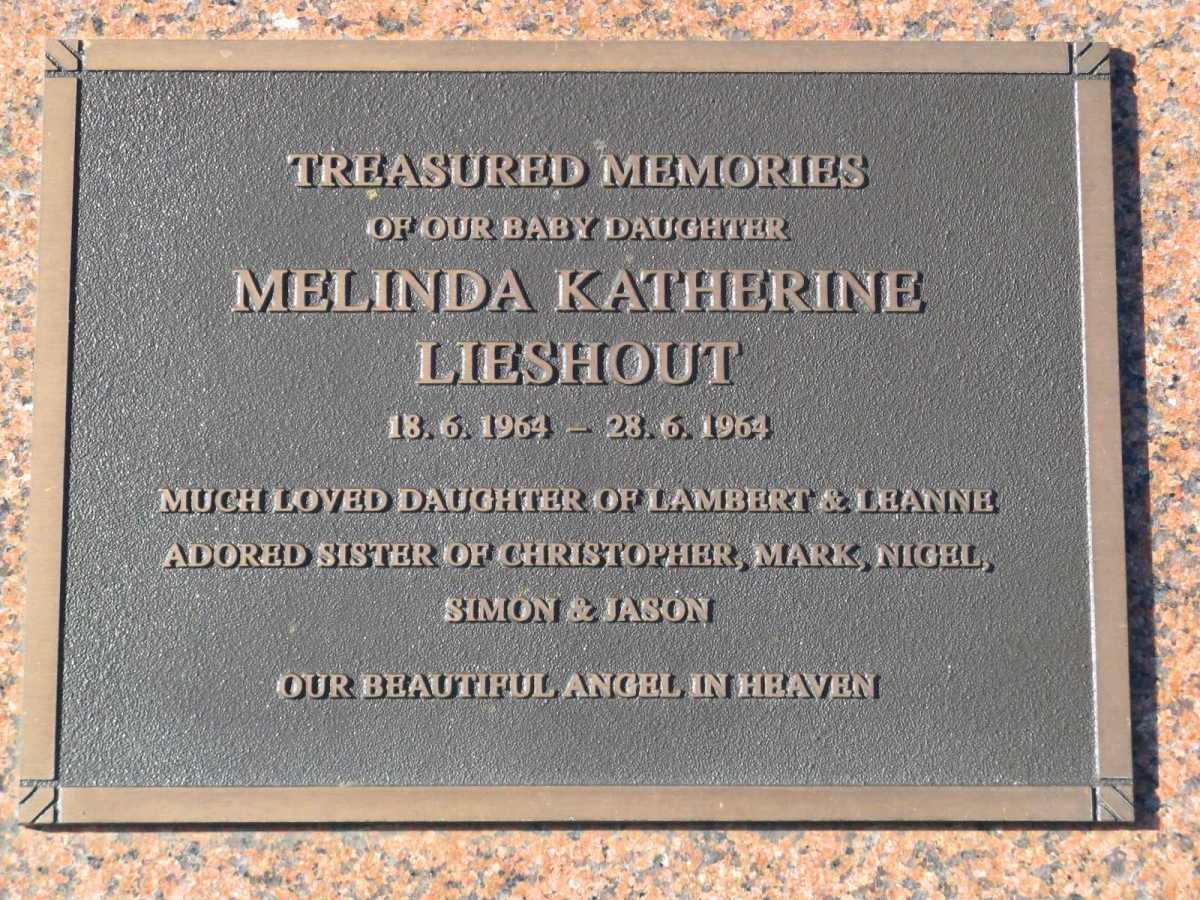 TREASURED MEMORIES
OF OUR BABY DAUGHTER
MELINDA KATHERINE
LIESHOUT
18. 6. 1964 – 28. 6. 1964
MUCH LOVED DAUGHTER OF LAMBERT & LEANNE
ADORED SISTER OF CHRISTOPHER, MARK, NIGEL,
SIMON & JASON
OUR BEAUTIFUL ANGEL IN HEAVEN